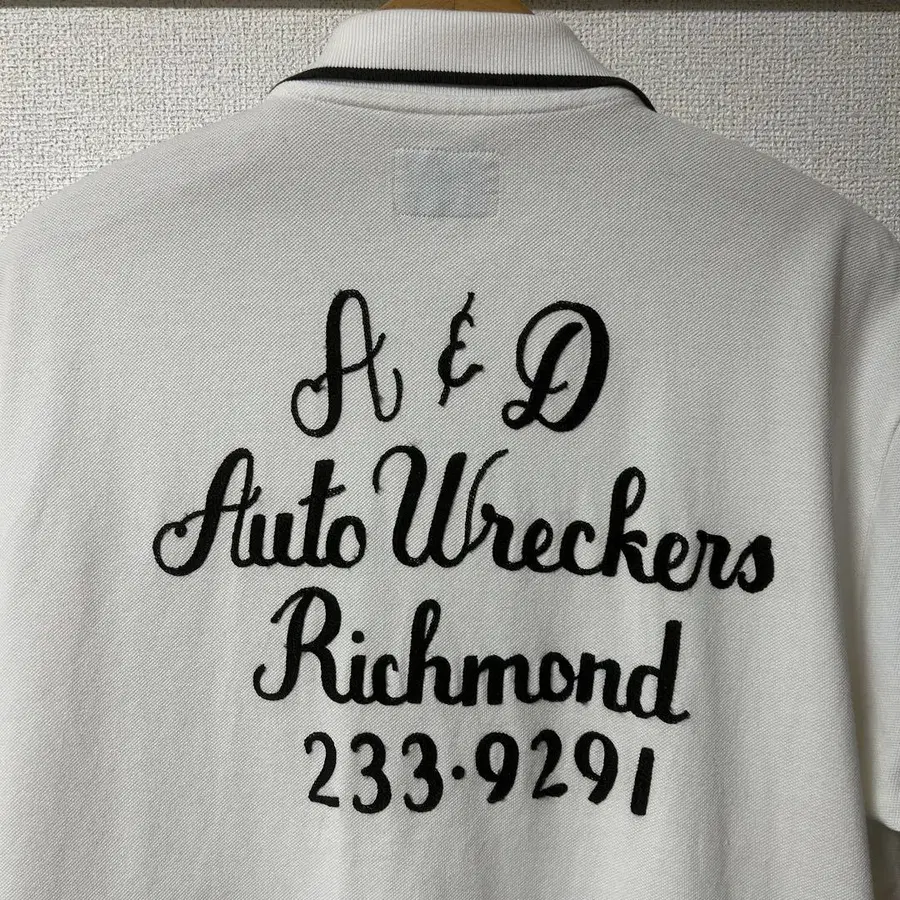 A & D
Auto Wreckers
Richmond
233·9291